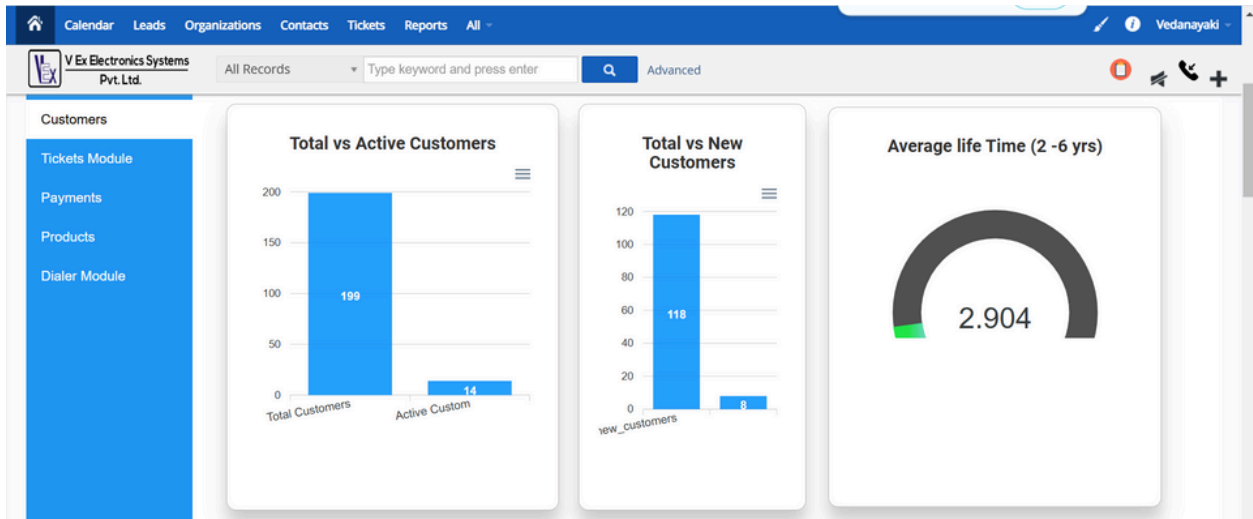 Calendar Leads Organizations Contacts Tickets Reports All
Vedanayaki
VEX
V Ex Electronics Systems
Pvt. Ltd.
All Records
Type keyword and press enter
Advanced
Customers
Tickets Module
Payments
Products
Dialer Module
Total vs Active Customers
200
150
100
50
0
199
14
Total Customers
Active Custom
Total vs New
Customers
120
100
80
60
40
20
0
118
8
new_customers
Average life Time (2 -6 yrs)
2.904